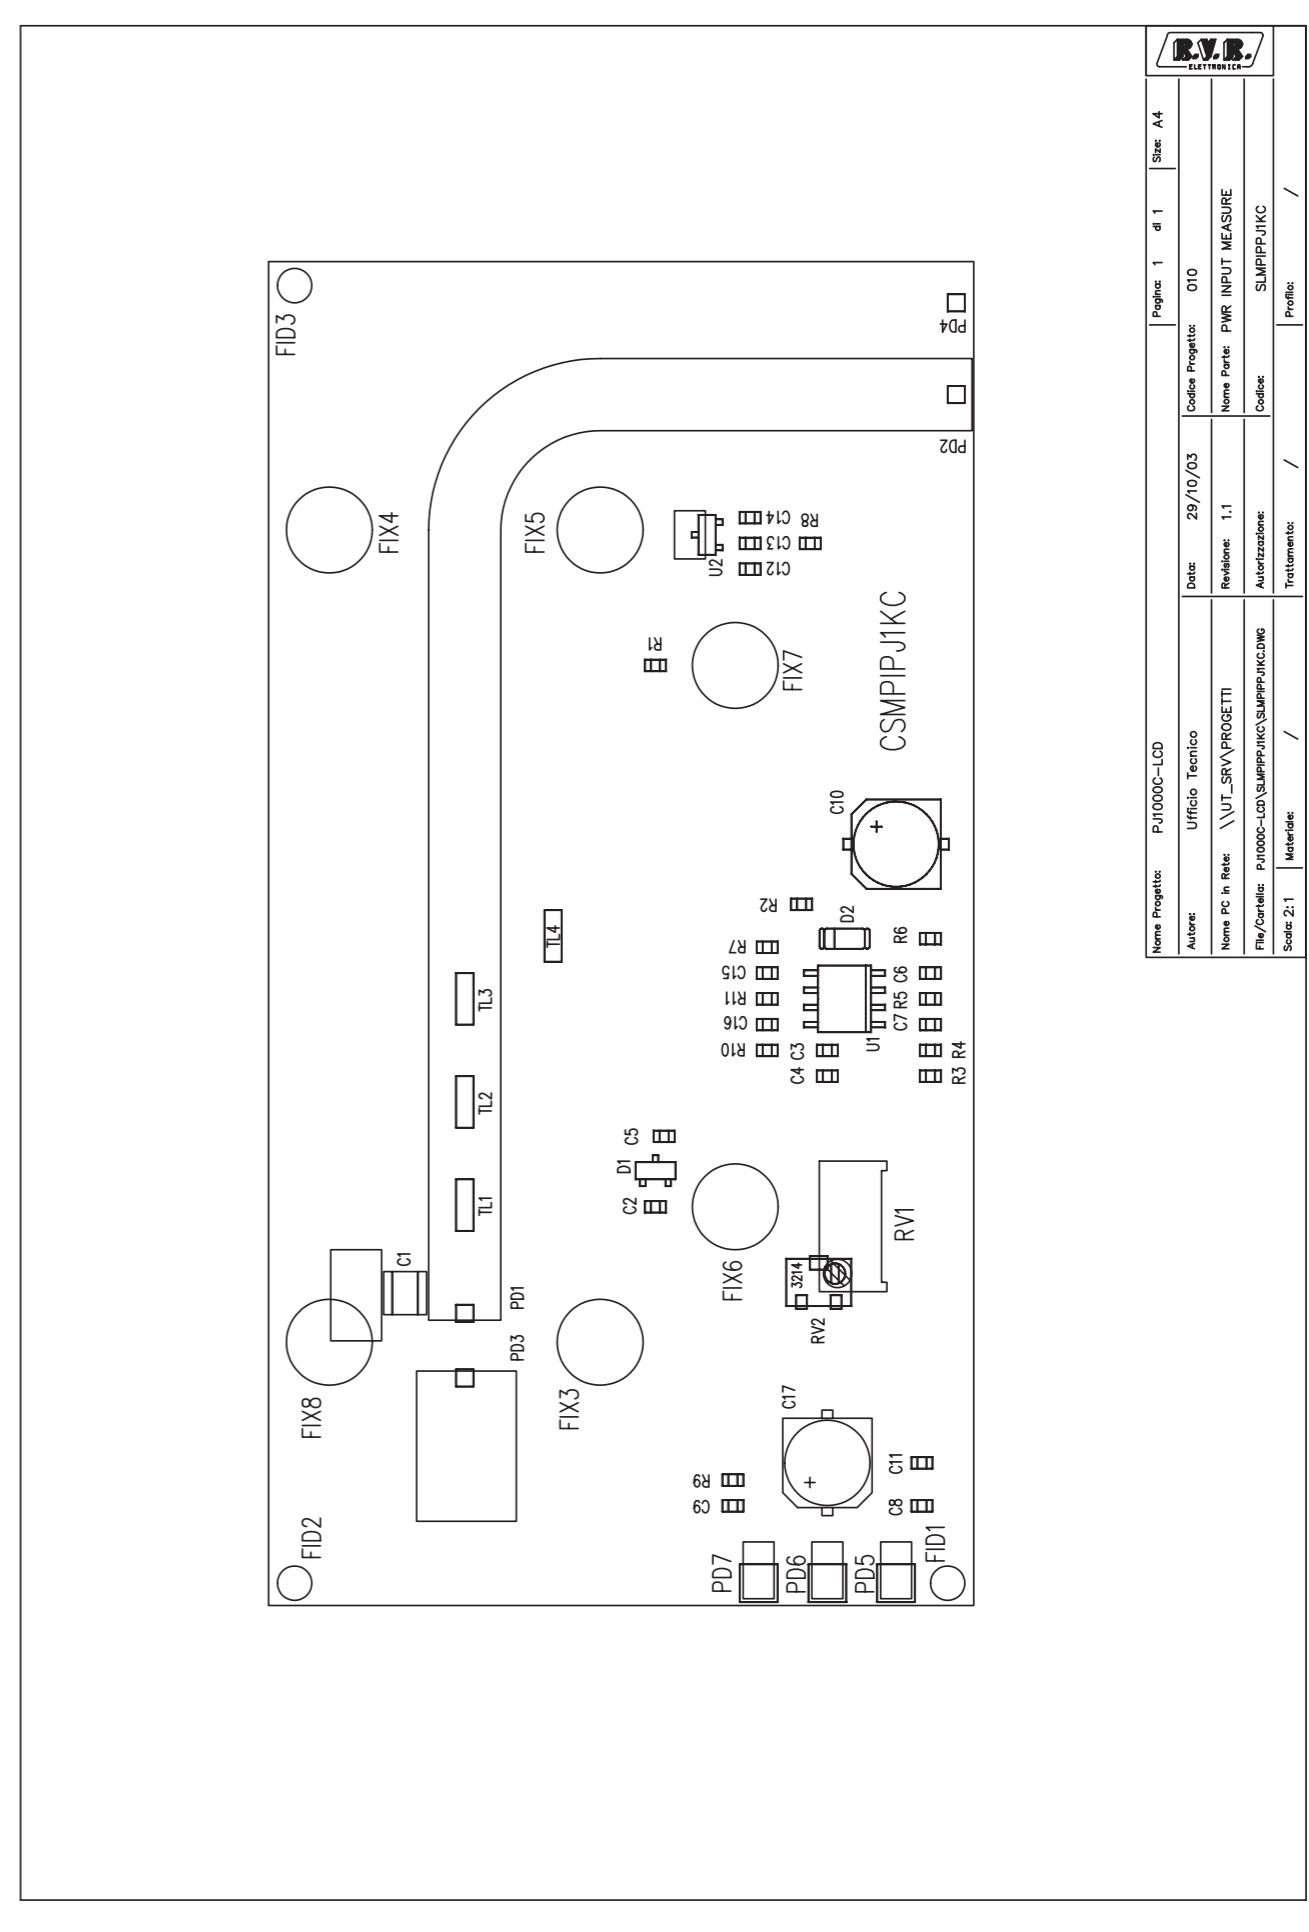 R.V.R.
ELETTRONICA
Nome Progetto: PJ1000C-LCD
Pagina: 1 di 1
Size: A4
Autore: Ufficio Tecnico
Data: 29/10/03
Codice Progetto: 010
Nome PC in Rete: \\UT_SRV\PROGETTI
Revisione: 1.1
Nome Parte: PWR INPUT MEASURE
File/Cartella: PJ1000C-LCD\SLMPIPPJ1KC\SLMPIPPJ1KC.DWG
Autorizzazione:
Codice: SLMPIPPJ1KC
Scala: 2:1
Materiale: /
Trattamento: /
Profilo: /
FID3
PD4
PD2
FIX4
FIX5
U2
C14
C13
C12
R8
R1
FIX7
CSMPIPJ1KC
C10
R2
D2
TL4
R7
C15
R11
C16
R10
R6
C6
R5
C7
U1
C3
C4
R4
R3
TL3
TL2
TL1
C5
D1
C2
RV1
FIX6
3214
RV2
C1
PD1
PD3
FIX8
FIX3
C17
R9
C9
C11
C8
FID2
PD7
PD6
PD5
FID1